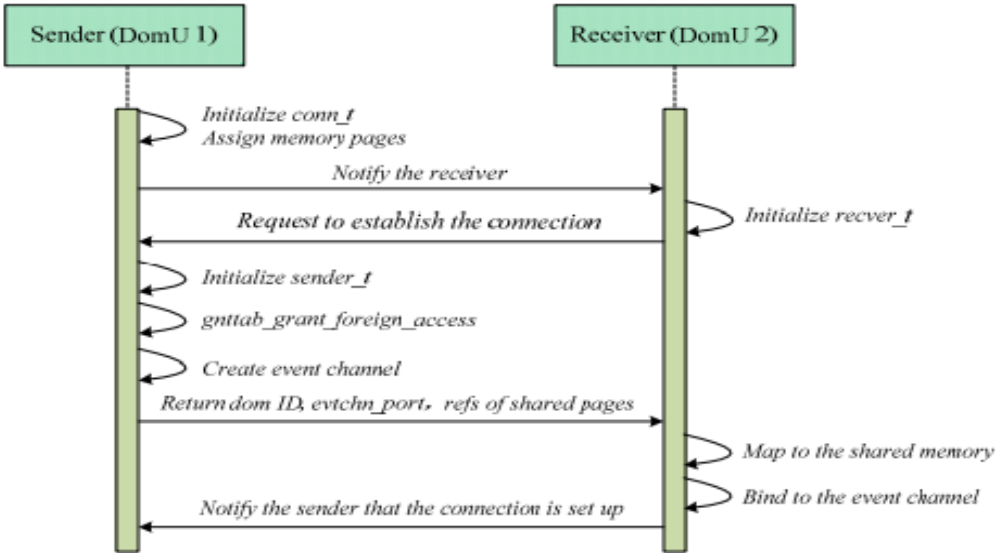 Sender (DomU 1)
Receiver (DomU 2)
Initialize conn_t
Assign memory pages
Notify the receiver
Initialize recver_t
Request to establish the connection
Initialize sender_t
gnttab_grant_foreign_access
Create event channel
Return dom ID, evtchn_port, refs of shared pages
Map to the shared memory
Bind to the event channel
Notify the sender that the connection is set up